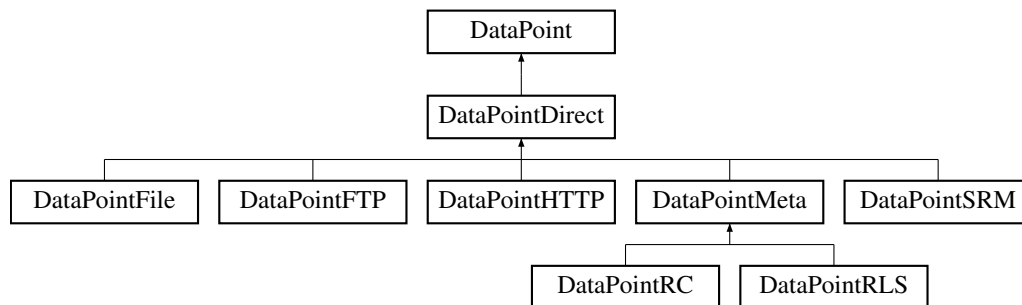 DataPoint
DataPointDirect
DataPointFile DataPointFTP DataPointHTTP DataPointMeta DataPointSRM
DataPointRC DataPointRLS